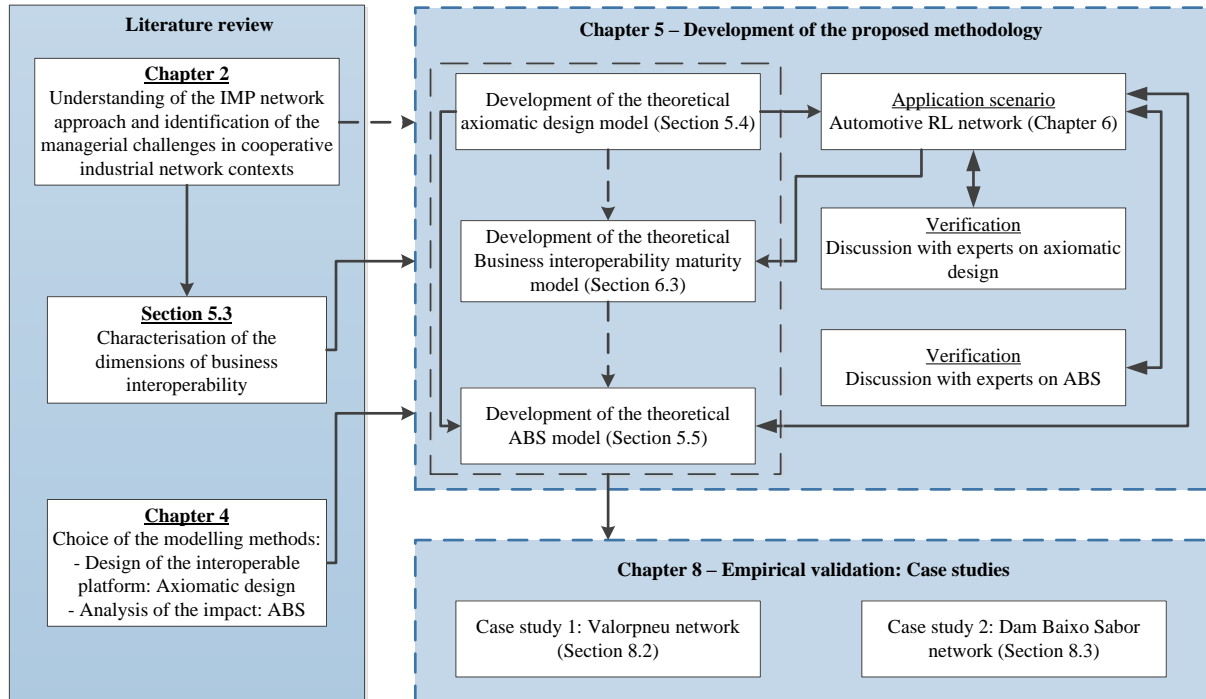 Literature review
Chapter 2
Understanding of the IMP network
approach and identification of the
managerial challenges in cooperative
industrial network contexts
Section 5.3
Characterisation of the
dimensions of business
interoperability
Chapter 4
Choice of the modelling methods:
- Design of the interoperable
platform: Axiomatic design
- Analysis of the impact: ABS
Chapter 5 – Development of the proposed methodology
Development of the theoretical
axiomatic design model (Section 5.4)
Development of the theoretical
Business interoperability maturity
model (Section 6.3)
Development of the theoretical
ABS model (Section 5.5)
Application scenario
Automotive RL network (Chapter 6)
Verification
Discussion with experts on axiomatic
design
Verification
Discussion with experts on ABS
Chapter 8 – Empirical validation: Case studies
Case study 1: Valorpneu network
(Section 8.2)
Case study 2: Dam Baixo Sabor
network (Section 8.3)